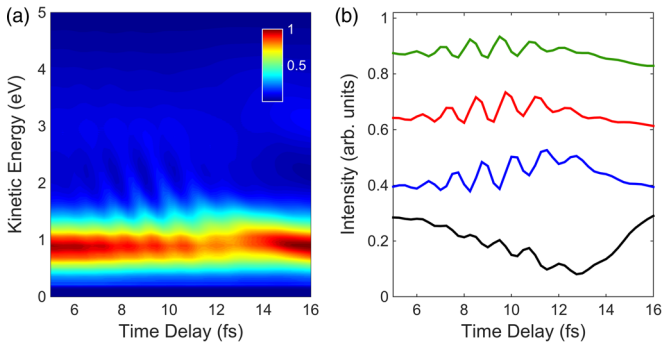 (a)
5
4
3
2
1
0
Kinetic Energy (eV)
1
0.5
6 8 10 12 14 16
Time Delay (fs)
(b)
1
0.8
0.6
0.4
0.2
0
Intensity (arb. units)
6 8 10 12 14 16
Time Delay (fs)